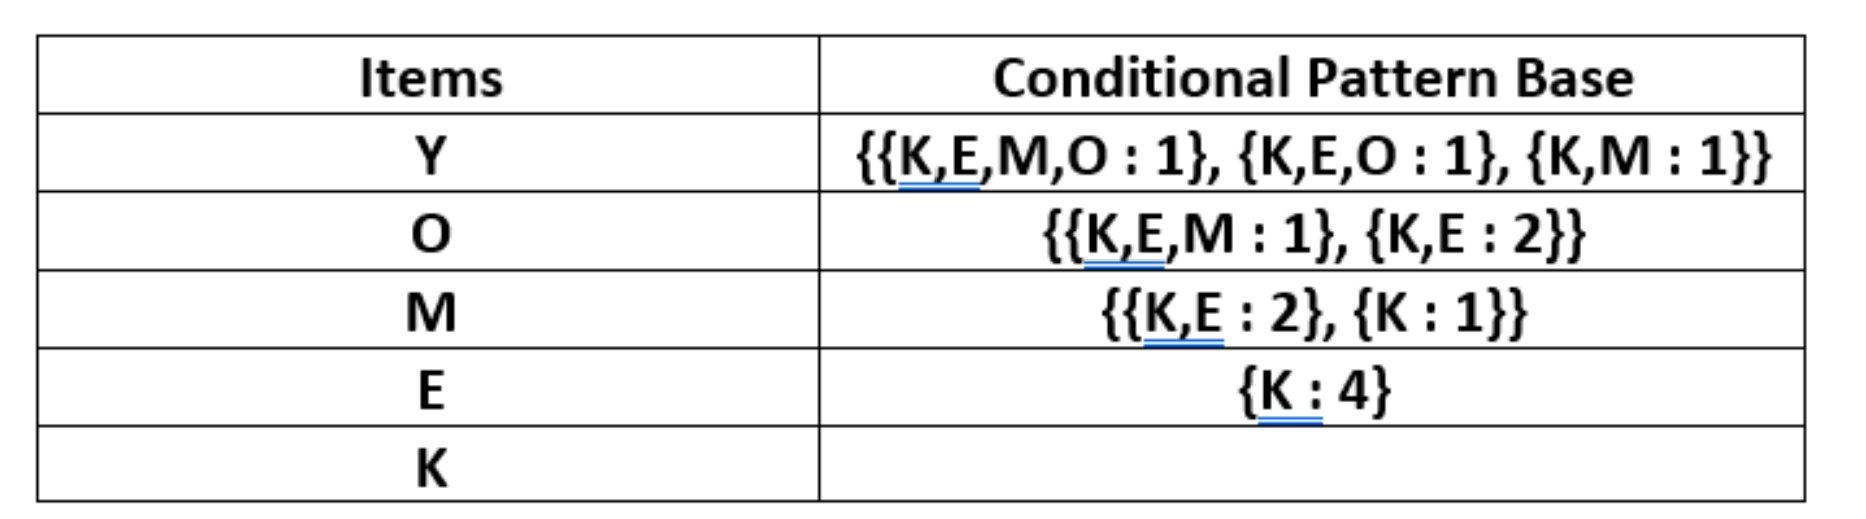 Items Conditional Pattern Base
Y {{K,E,M,O : 1}, {K,E,O : 1}, {K,M : 1}}
O {{K,E,M : 1}, {K,E : 2}}
M {{K,E : 2}, {K : 1}}
E {K : 4}
K